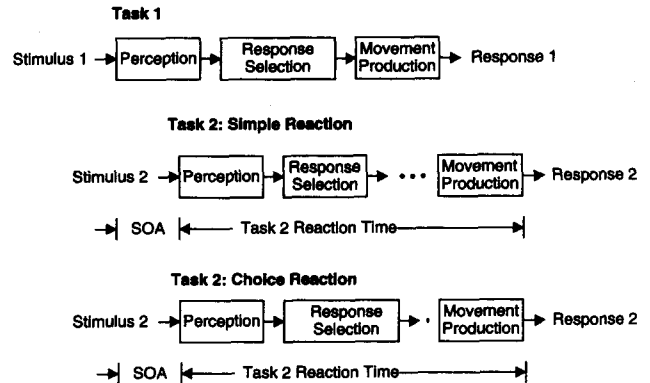 Task 1
Stimulus 1 Perception Response Selection Movement Production Response 1
Task 2: Simple Reaction
Stimulus 2 Perception Response Selection • • • Movement Production Response 2
SOA Task 2 Reaction Time
Task 2: Choice Reaction
Stimulus 2 Perception Response Selection • Movement Production Response 2
SOA Task 2 Reaction Time